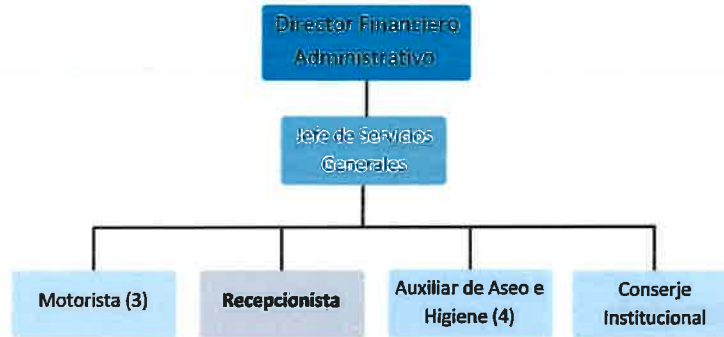 Director Financiero
Administrativo
Jefe de Servicios
Generales
Motorista (3)
Recepcionista
Auxiliar de Aseo e
Higiene (4)
Conserje
Institucional